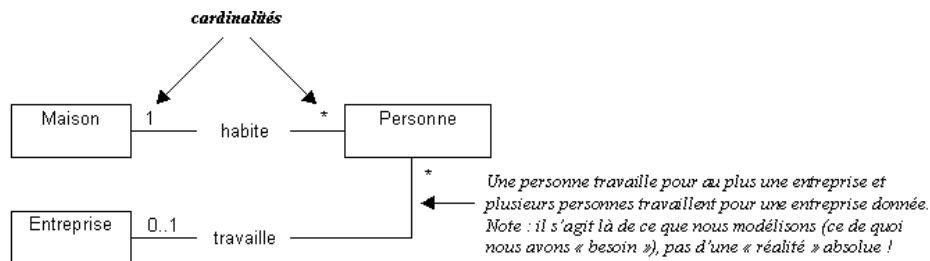 cardinalités
Maison
1
habite
*
Personne
*
Une personne travaille pour au plus une entreprise et
plusieurs personnes travaillent pour une entreprise donnée.
Note : il s'agit là de ce que nous modélisons (ce de quoi
nous avons « besoin »), pas d'une « réalité » absolue !
Entreprise
0..1
travaille